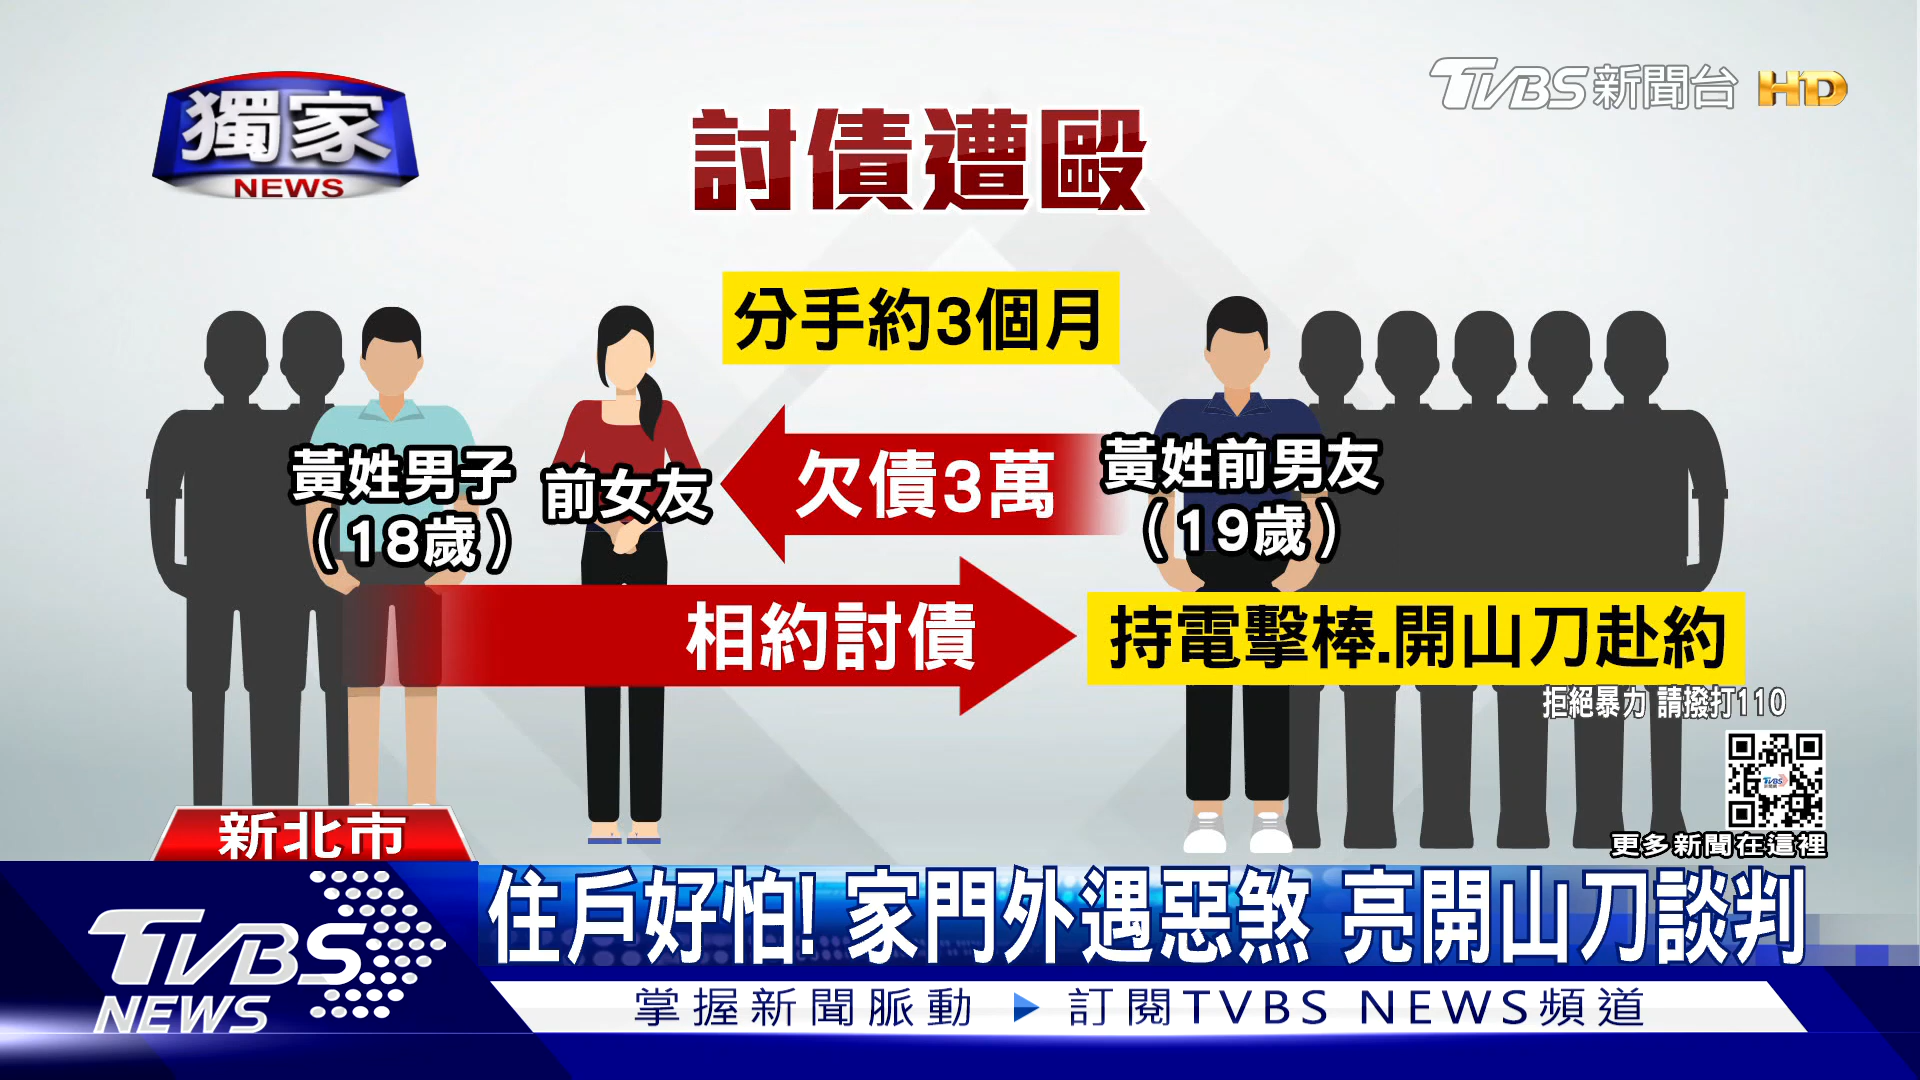 獨家
NEWS
TVBS新聞台 HD
討債遭毆
分手約3個月
欠債3萬
黃姓男子
（18歲）
前女友
黃姓前男友
（19歲）
相約討債
持電擊棒.開山刀赴約
拒絕暴力 請撥打110
TVBS
更多新聞在這裡
新北市
住戶好怕! 家門外遇惡煞 亮開山刀談判
TVBS
NEWS
掌握新聞脈動 ▶ 訂閱TVBS NEWS頻道